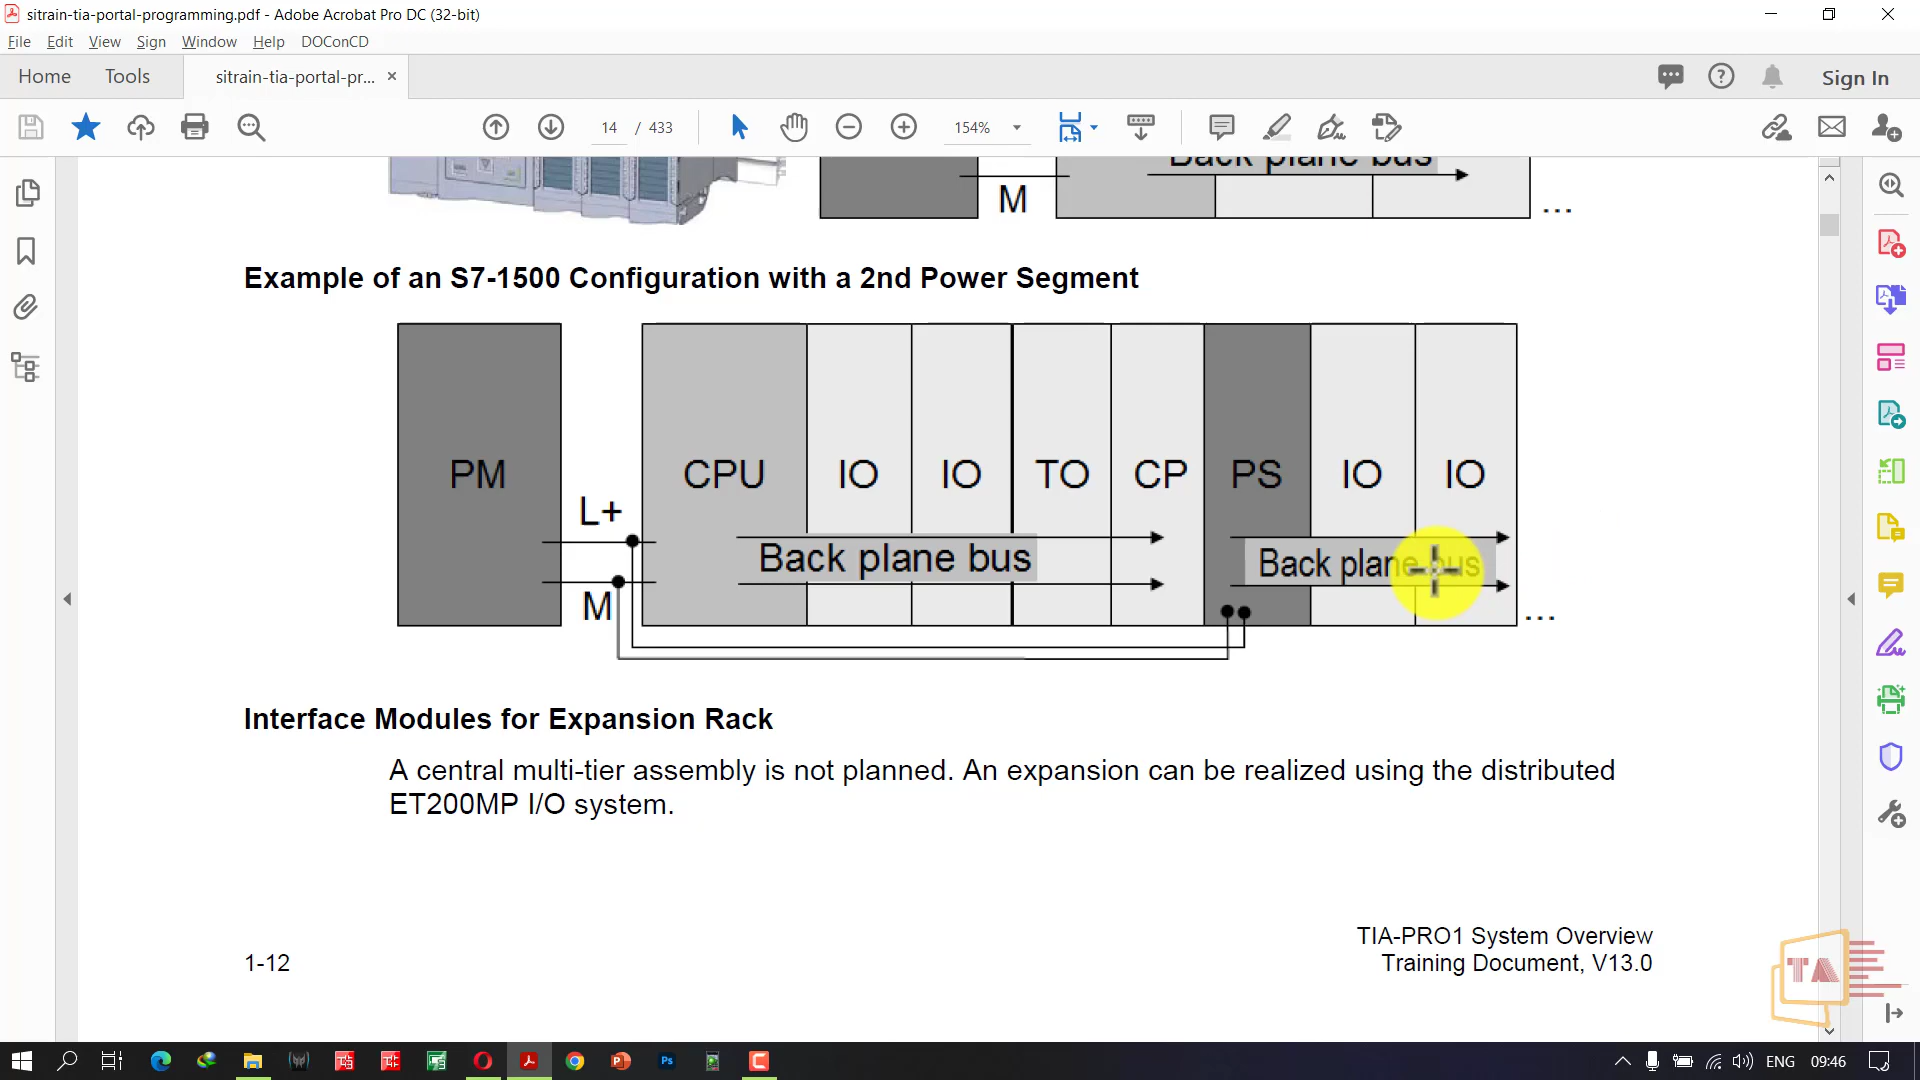 sitrain-tia-portal-programming.pdf - Adobe Acrobat Pro DC (32-bit)
File Edit View Sign Window Help DOConCD
Home Tools sitrain-tia-portal-pr... × Sign In
14 / 433 154%
Back plane bus
M
...
Example of an S7-1500 Configuration with a 2nd Power Segment
PM CPU IO IO TO CP PS IO IO
L+
Back plane bus Back plane bus
M
...
Interface Modules for Expansion Rack
A central multi-tier assembly is not planned. An expansion can be realized using the distributed
ET200MP I/O system.
TIA-PRO1 System Overview
1-12 Training Document, V13.0
TA
ENG 09:46